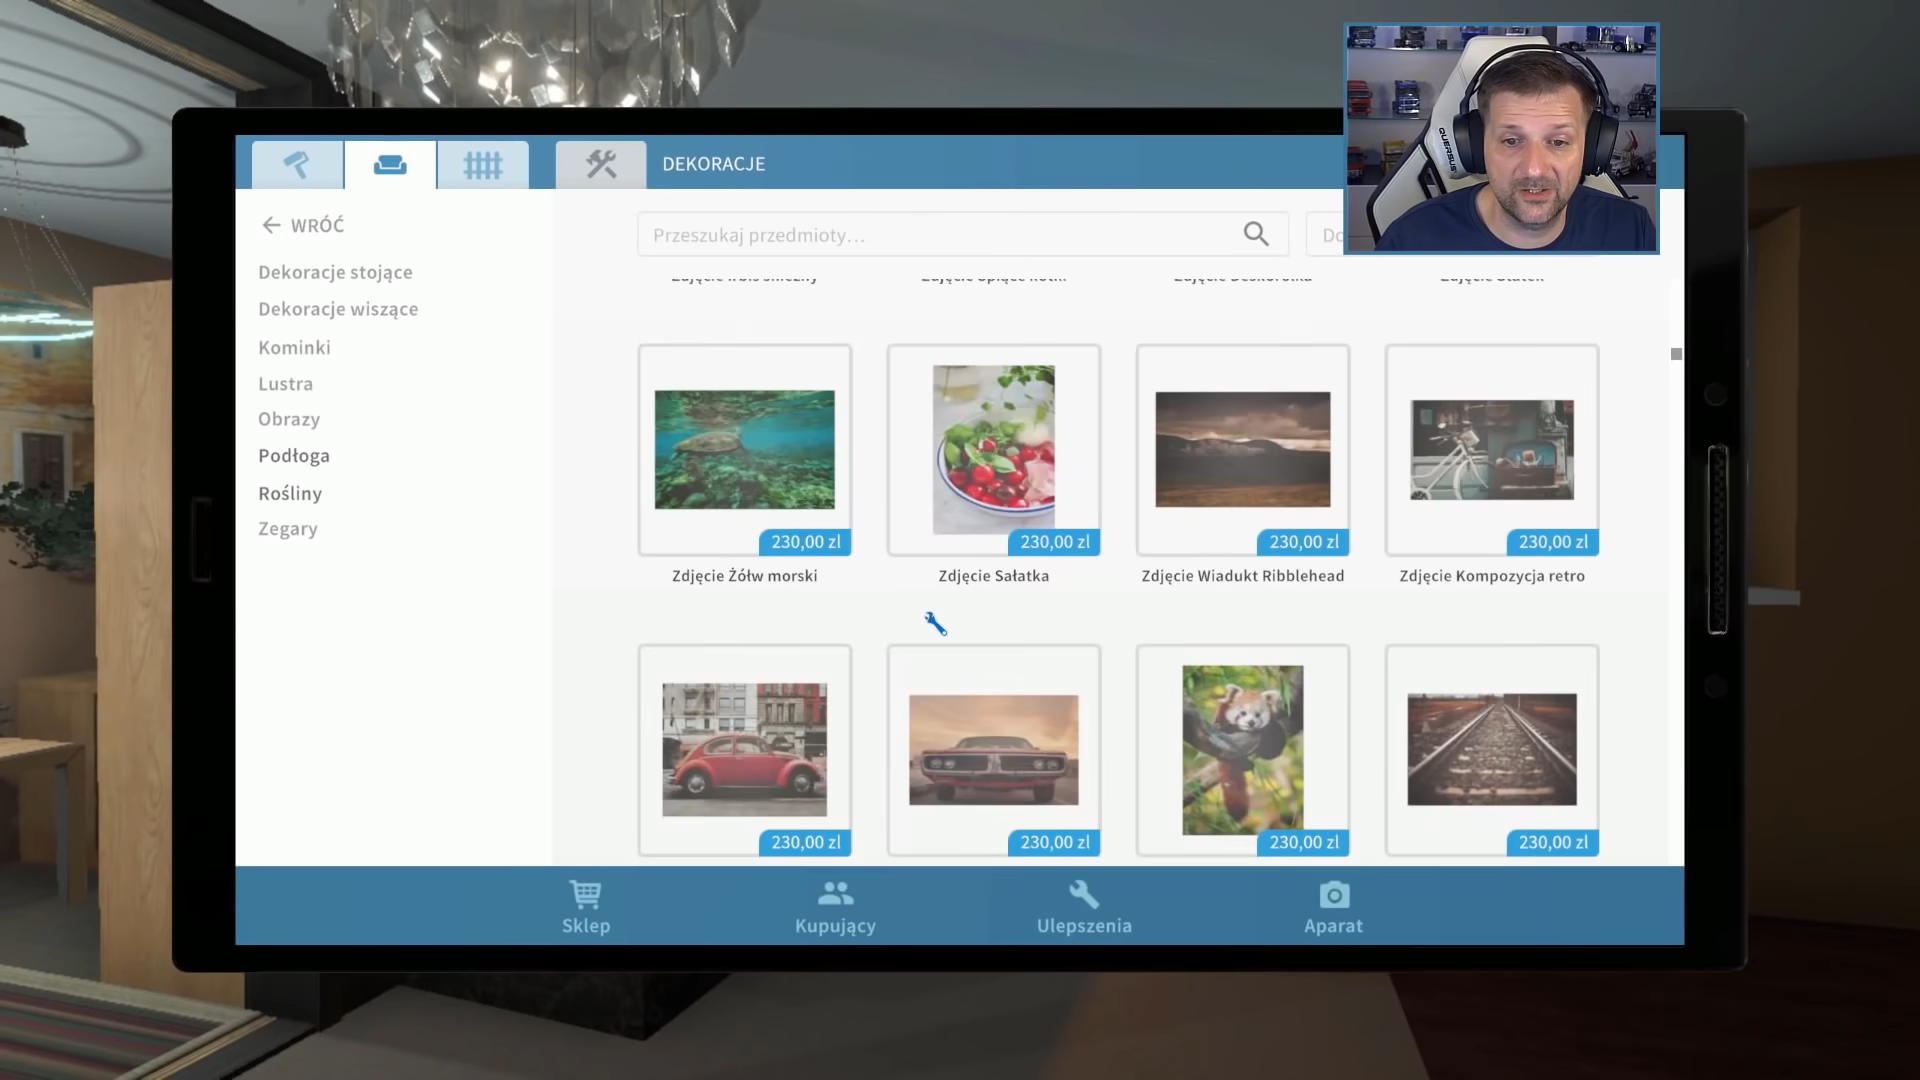 DEKORACJE
WRÓĆ
Przeszukaj przedmioty...
Do
Dekoracje stojące
Dekoracje wiszące
Kominki
Lustra
Obrazy
Podłoga
Rośliny
Zegary
230,00 zl
230,00 zl
230,00 zl
230,00 zl
Zdjęcie Żółw morski
Zdjęcie Sałatka
Zdjęcie Wiadukt Ribblehead
Zdjęcie Kompozycja retro
230,00 zl
230,00 zl
230,00 zl
230,00 zl
Sklep
Kupujący
Ulepszenia
Aparat
QUERSUS